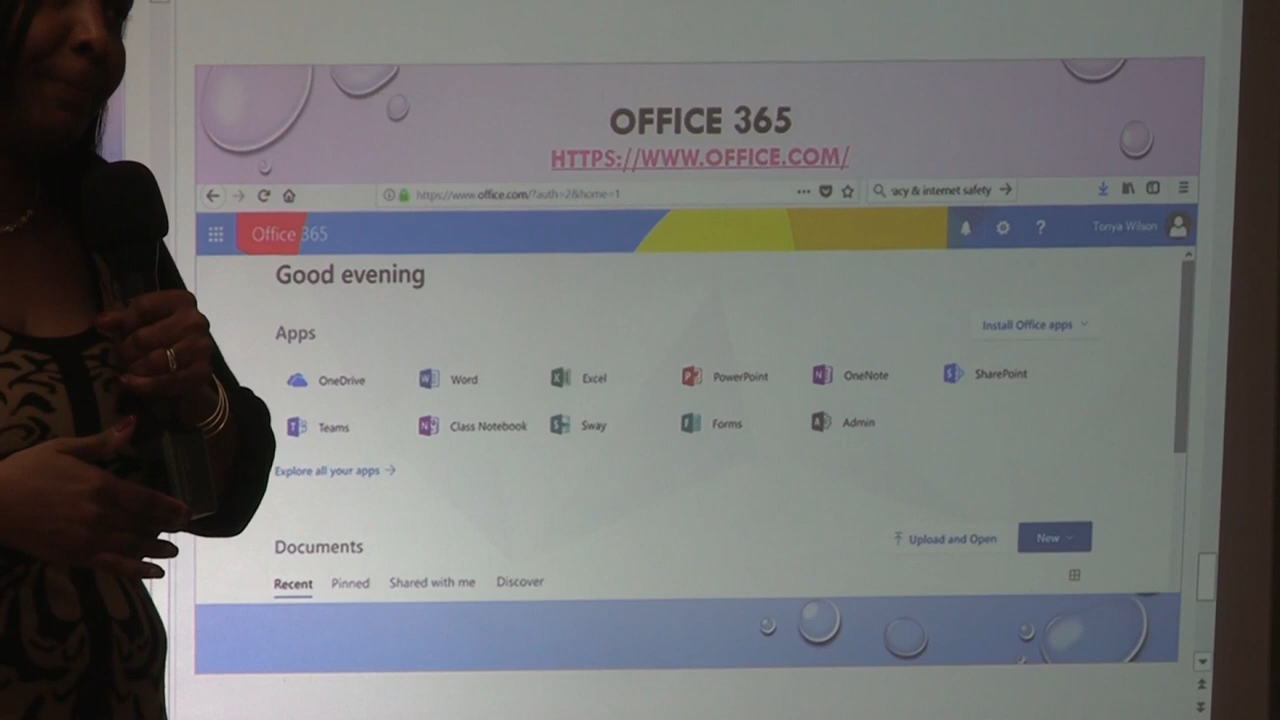 OFFICE 365
HTTPS://WWW.OFFICE.COM/
https://www.office.com/?auth=2&home=1
acy & internet safety
Office 365
Tonya Wilson
Good evening
Apps
Install Office apps
OneDrive Word Excel PowerPoint OneNote SharePoint
Teams Class Notebook Sway Forms Admin
Explore all your apps →
Documents
Upload and Open New
Recent Pinned Shared with me Discover